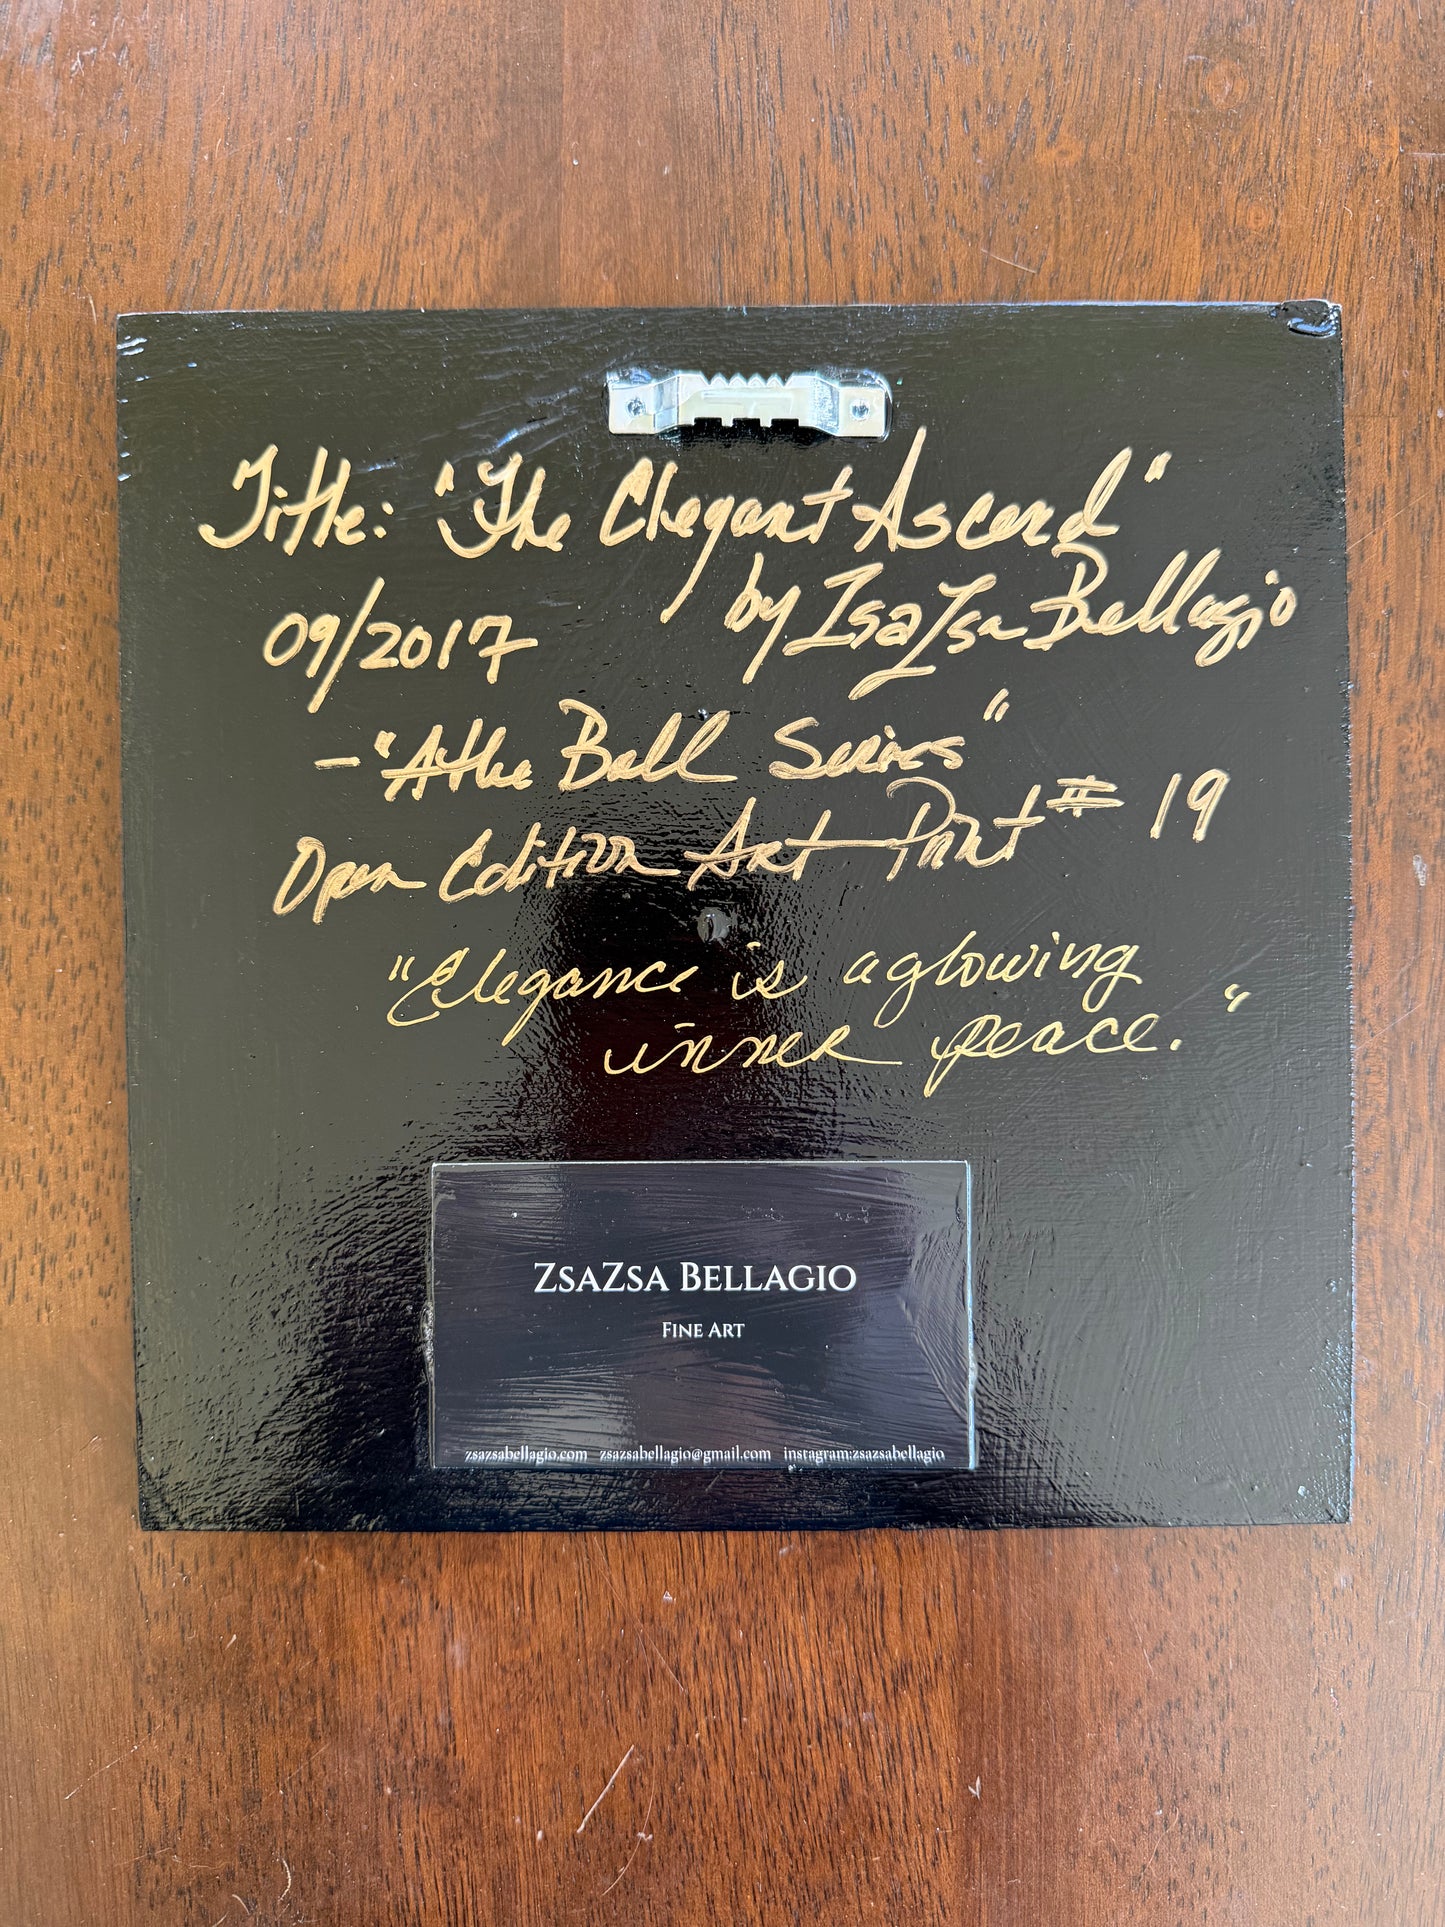 Title: "The Elegant Ascend"
by ZsaZsa Bellagio
09/2017
- "At the Ball Series"
Open Edition Art Print # 19
"Elegance is a glowing
inner peace."
ZsaZsa Bellagio
Fine Art
zsazsabellagio.com zsazsabellagio@gmail.com instagram:zsazsabellagio